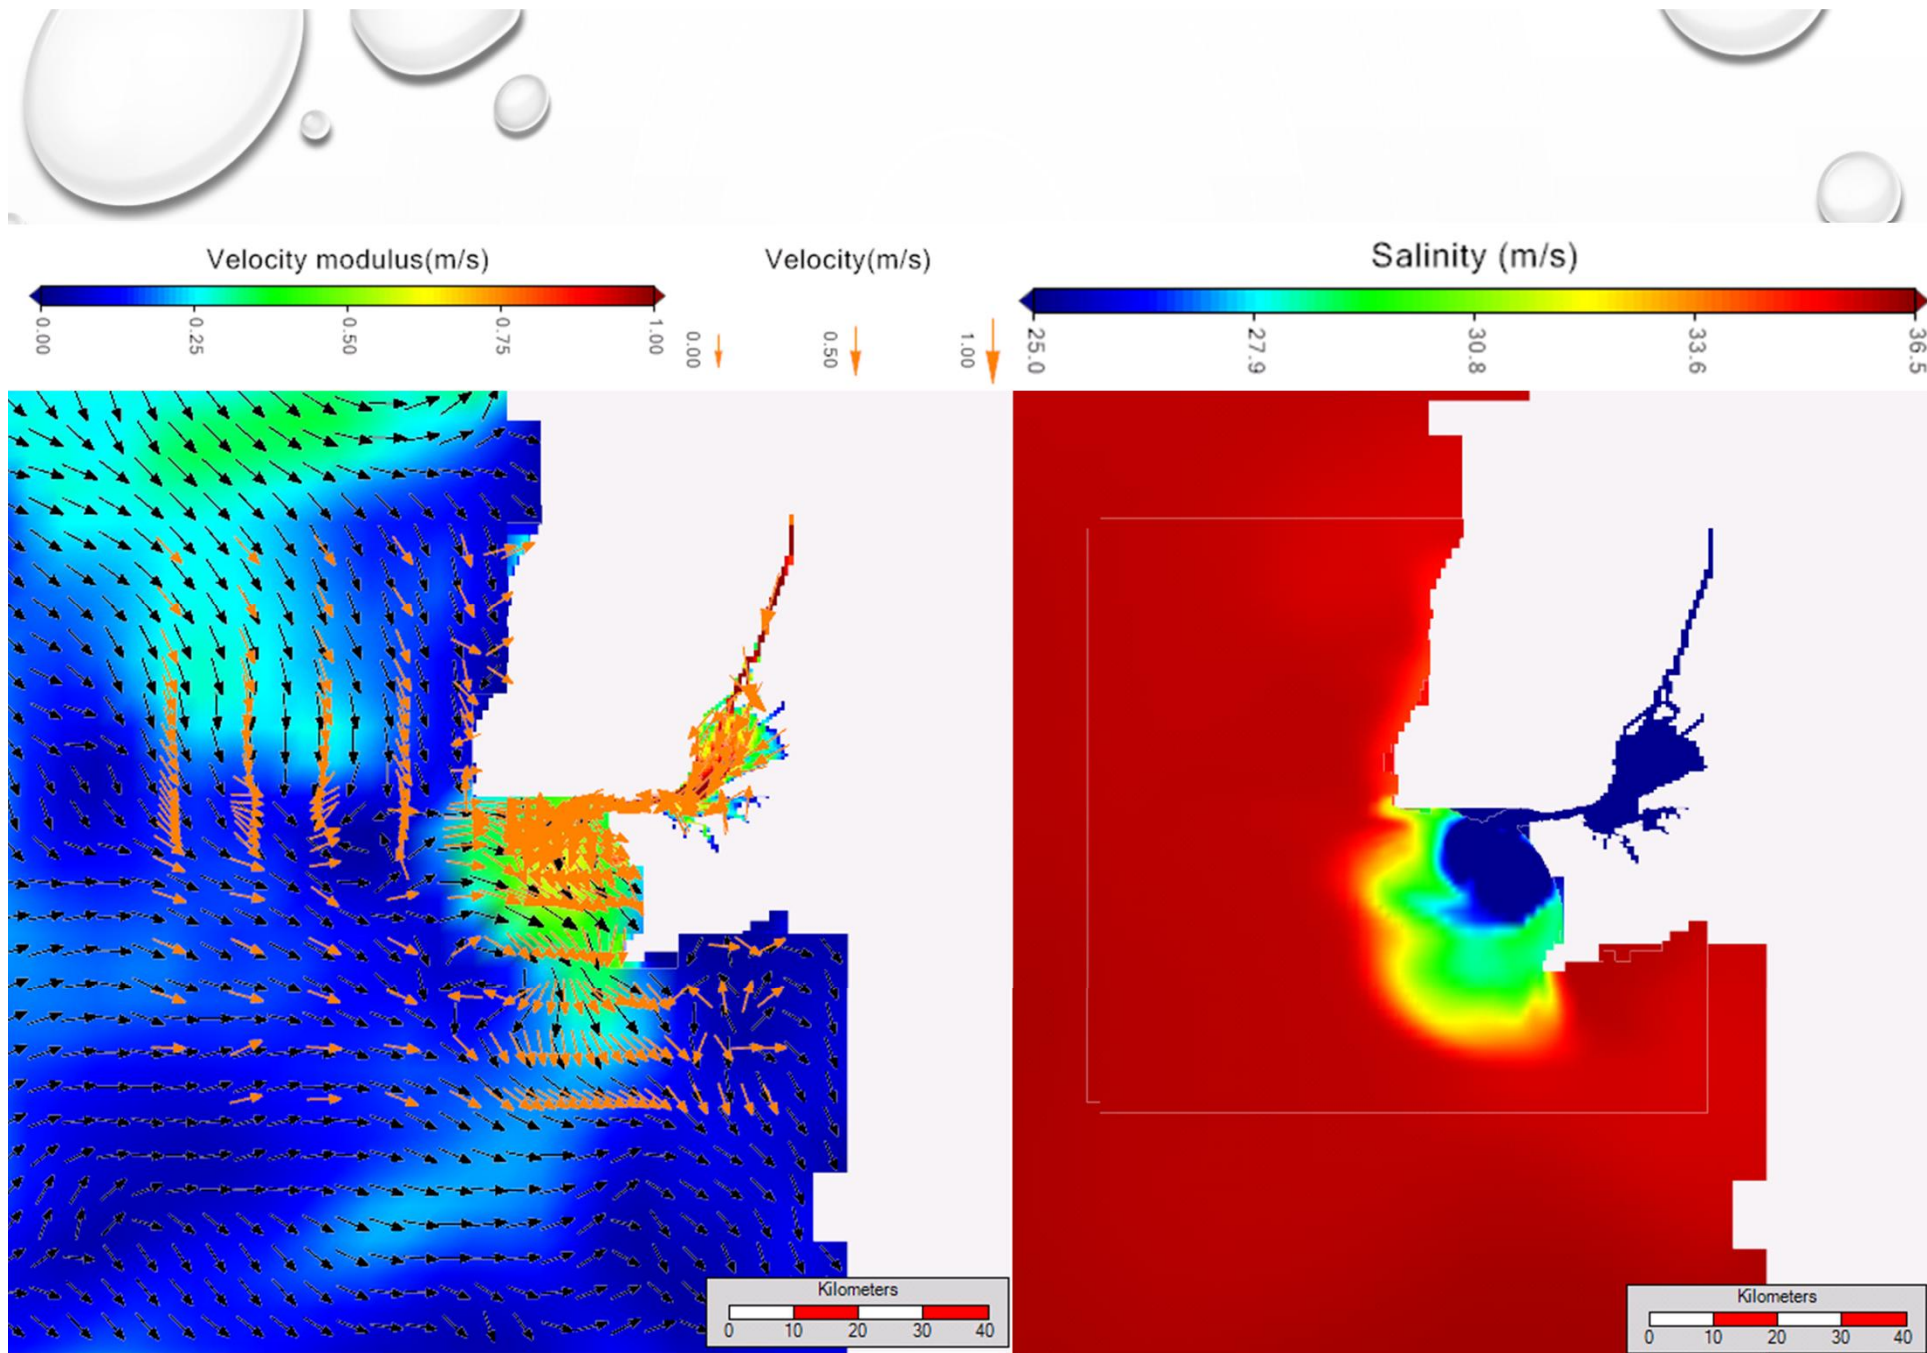 Velocity modulus(m/s)
0.00 0.25 0.50 0.75 1.00
Velocity(m/s)
0.00 0.50 1.00
Salinity (m/s)
25.0 27.9 30.8 33.6 36.5
Kilometers
0 10 20 30 40
Kilometers
0 10 20 30 40